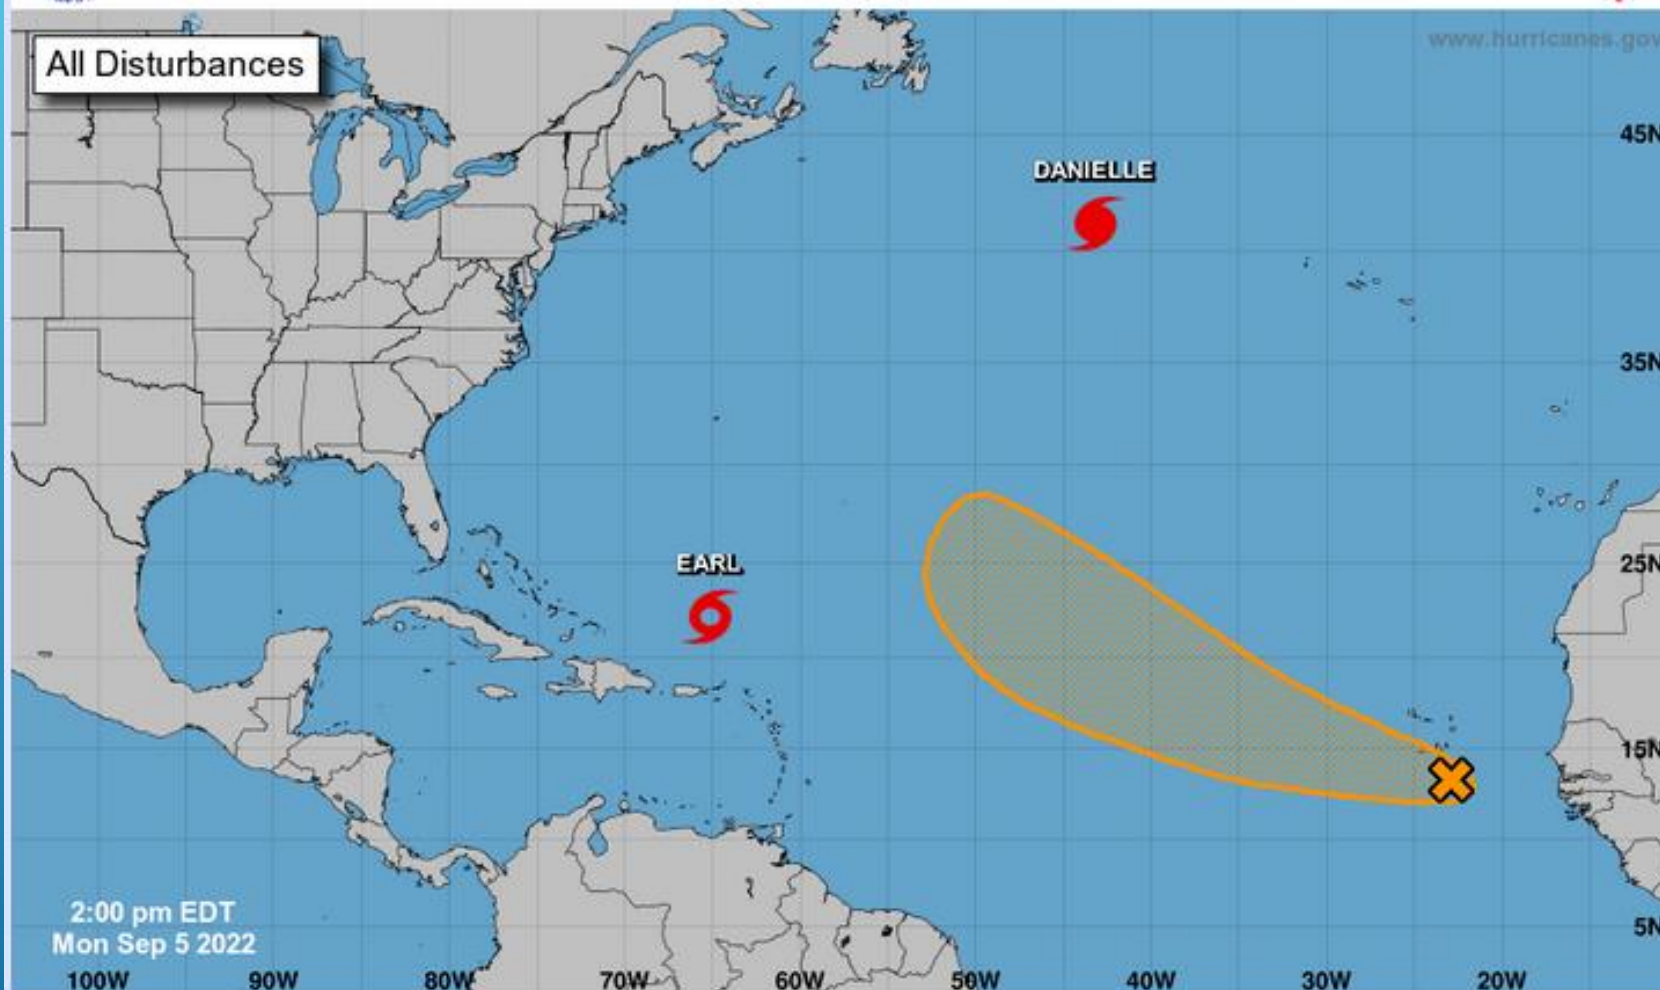 All Disturbances
www.hurricanes.gov
45N
DANIELLE
35N
25N
EARL
15N
2:00 pm EDT
Mon Sep 5 2022
5N
100W 90W 80W 70W 60W 50W 40W 30W 20W